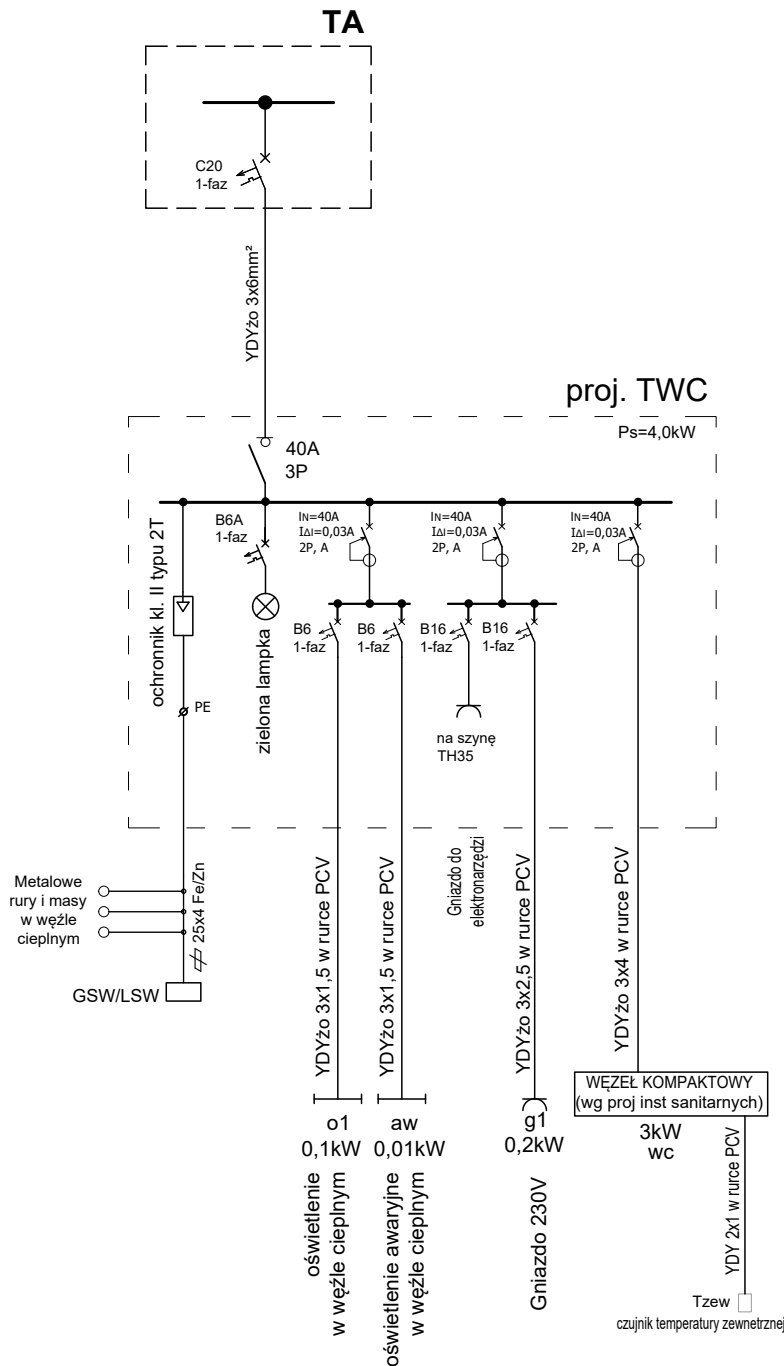 TA
C20
1-faz
YDYżo 3x6mm²
proj. TWC
Ps=4,0kW
40A
3P
ochronnik kl. II typu 2T
B6A
1-faz
IN=40A
IΔI=0,03A
2P, A
IN=40A
IΔI=0,03A
2P, A
IN=40A
IΔI=0,03A
2P, A
zielona lampka
B6
1-faz
B6
1-faz
B16
1-faz
B16
1-faz
PE
na szynę
TH35
Metalowe
rury i masy
w węźle
cieplnym
25x4 Fe/Zn
GSW/LSW
YDYżo 3x1,5 w rurce PCV
YDYżo 3x1,5 w rurce PCV
Gniazdo do
elektronarzędzi
YDYżo 3x2,5 w rurce PCV
YDYżo 3x4 w rurce PCV
o1
0,1kW
oświetlenie
w węźle cieplnym
aw
0,01kW
oświetlenie awaryjne
w węźle cieplnym
g1
0,2kW
Gniazdo 230V
WĘZEŁ KOMPAKTOWY
(wg proj inst sanitarnych)
3kW
wc
YDY 2x1 w rurce PCV
Tzew
czujnik temperatury zewnetrznej